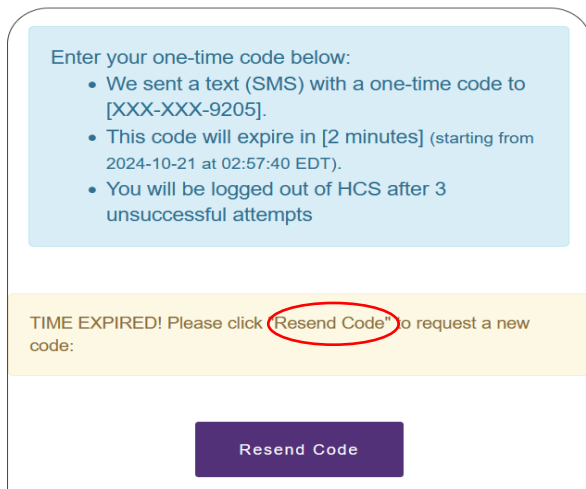 Enter your one-time code below:
• We sent a text (SMS) with a one-time code to
[XXX-XXX-9205].
• This code will expire in [2 minutes] (starting from
2024-10-21 at 02:57:40 EDT).
• You will be logged out of HCS after 3
unsuccessful attempts
TIME EXPIRED! Please click "Resend Code" to request a new
code:
Resend Code